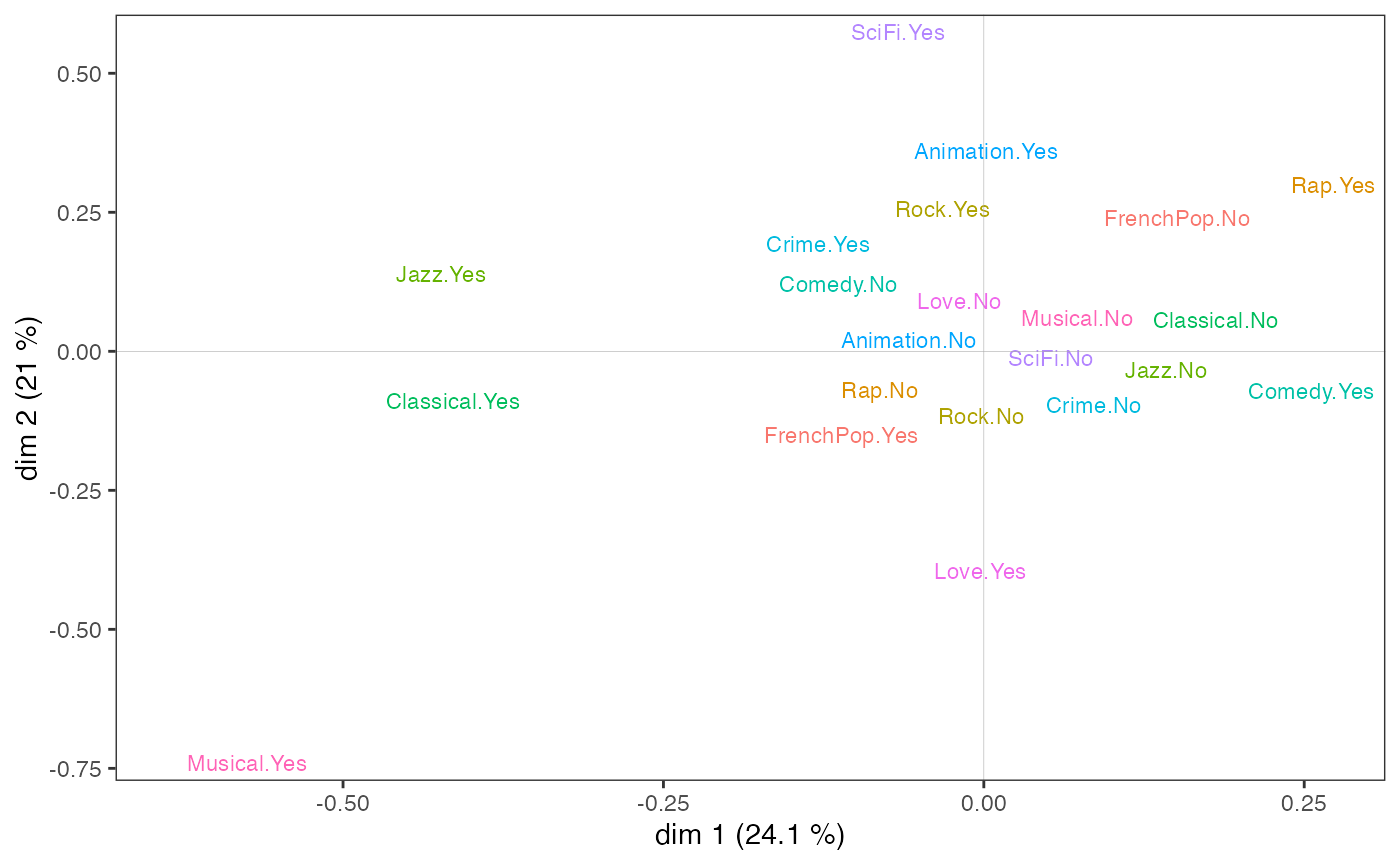 SciFi.Yes
0.50
Animation.Yes
Rap.Yes
Rock.Yes
FrenchPop.No
0.25
Crime.Yes
Jazz.Yes
Comedy.No
Love.No
Musical.No
Classical.No
Animation.No
0.00
SciFi.No
Jazz.No
Rap.No
Comedy.Yes
Classical.Yes
Crime.No
Rock.No
FrenchPop.Yes
-0.25
Love.Yes
-0.50
Musical.Yes
-0.75
dim 2 (21 %)
-0.50 -0.25 0.00 0.25
dim 1 (24.1 %)